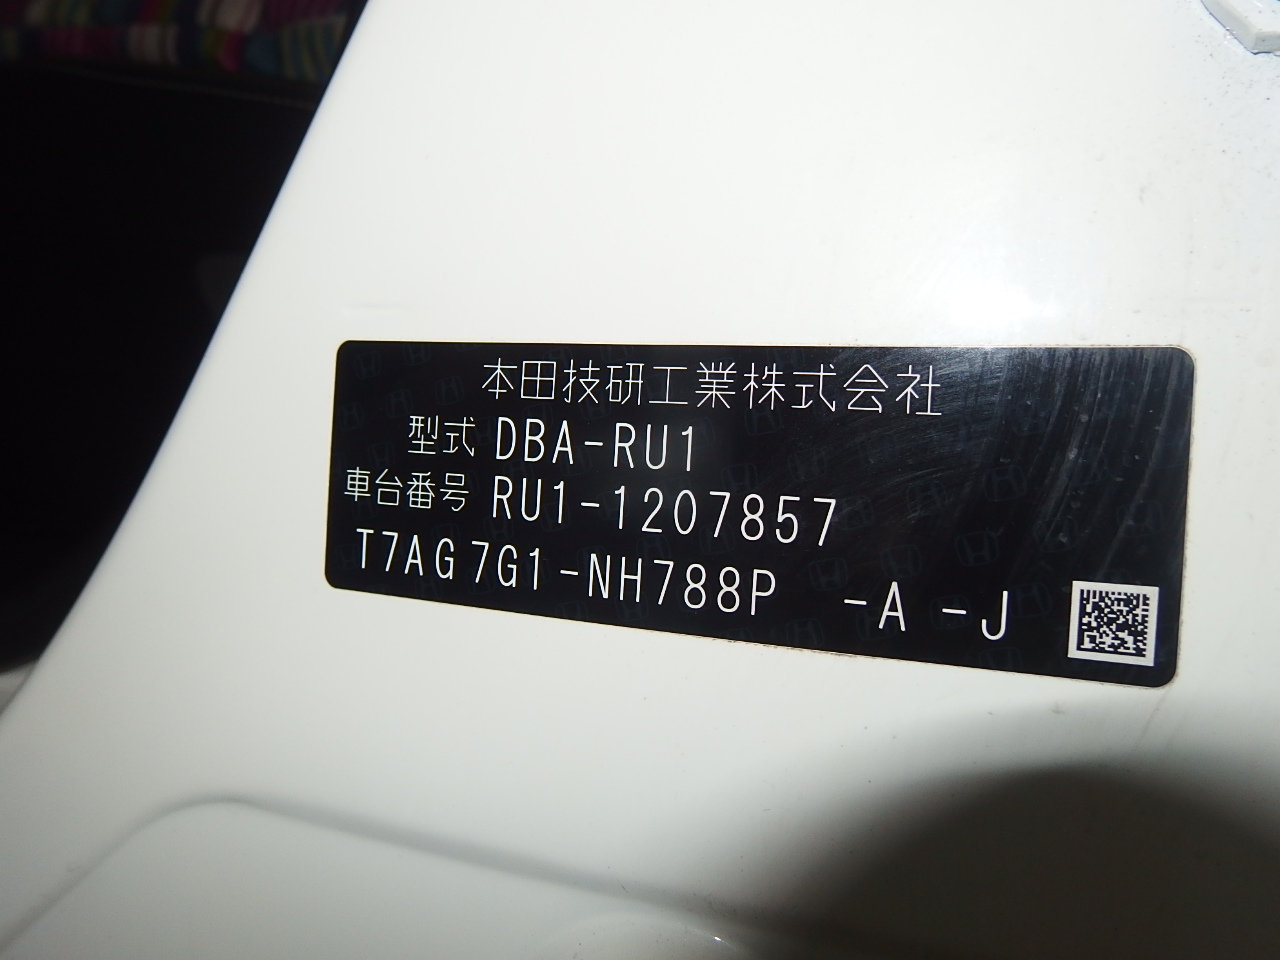 本田技研工業株式会社
型式 DBA-RU1
車台番号 RU1-1207857
T7AG7G1-NH788P -A -J